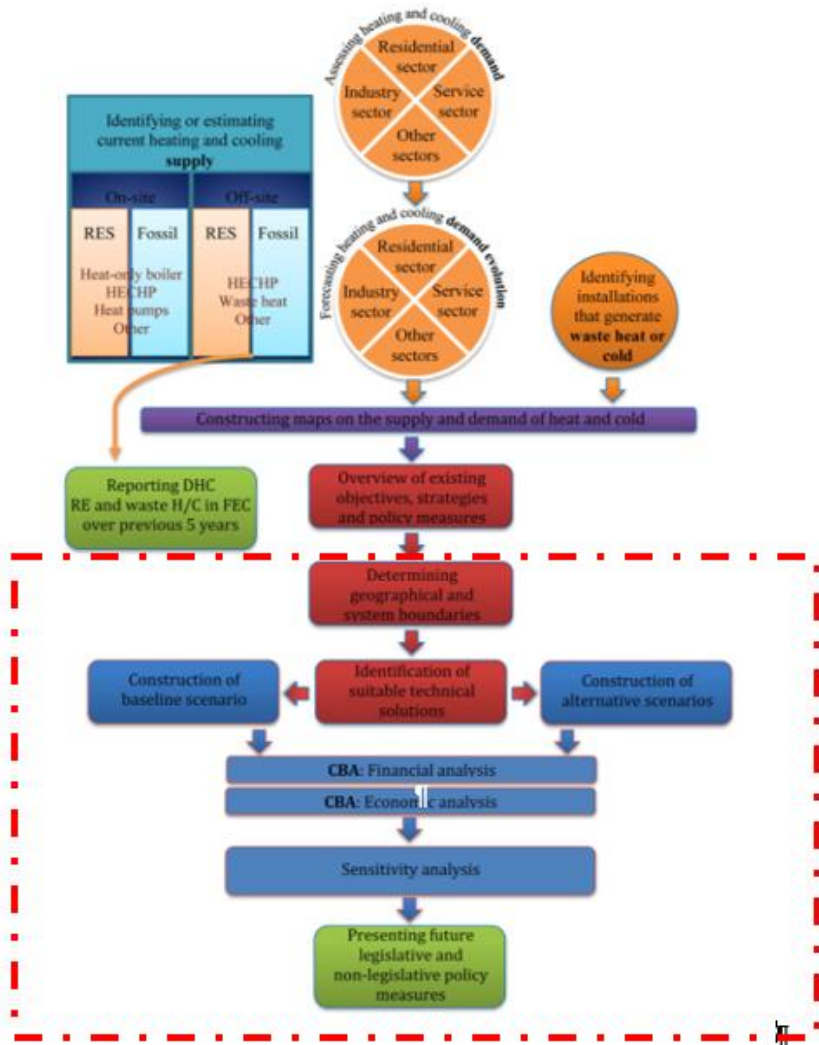 Assessing heating and cooling demand
Residential
sector
Industry
sector
Service
sector
Other
sectors
Identifying or estimating
current heating and cooling
supply
On-site
Off-site
RES
Fossil
RES
Fossil
Heat-only boiler
HECHP
Heat pumps
Other
HECHP
Waste heat
Other
Forecasting heating and cooling demand evolution
Residential
sector
Industry
sector
Service
sector
Other
sectors
Identifying
installations
that generate
waste heat or
cold
Constructing maps on the supply and demand of heat and cold
Reporting DHC
RE and waste H/C in FEC
over previous 5 years
Overview of existing
objectives, strategies
and policy measures
Determining
geographical and
system boundaries
Construction of
baseline scenario
Identification of
suitable technical
solutions
Construction of
alternative scenarios
CBA: Financial analysis
CBA: Economic analysis
¶
Sensitivity analysis
Presenting future
legislative and
non-legislative policy
measures
¶